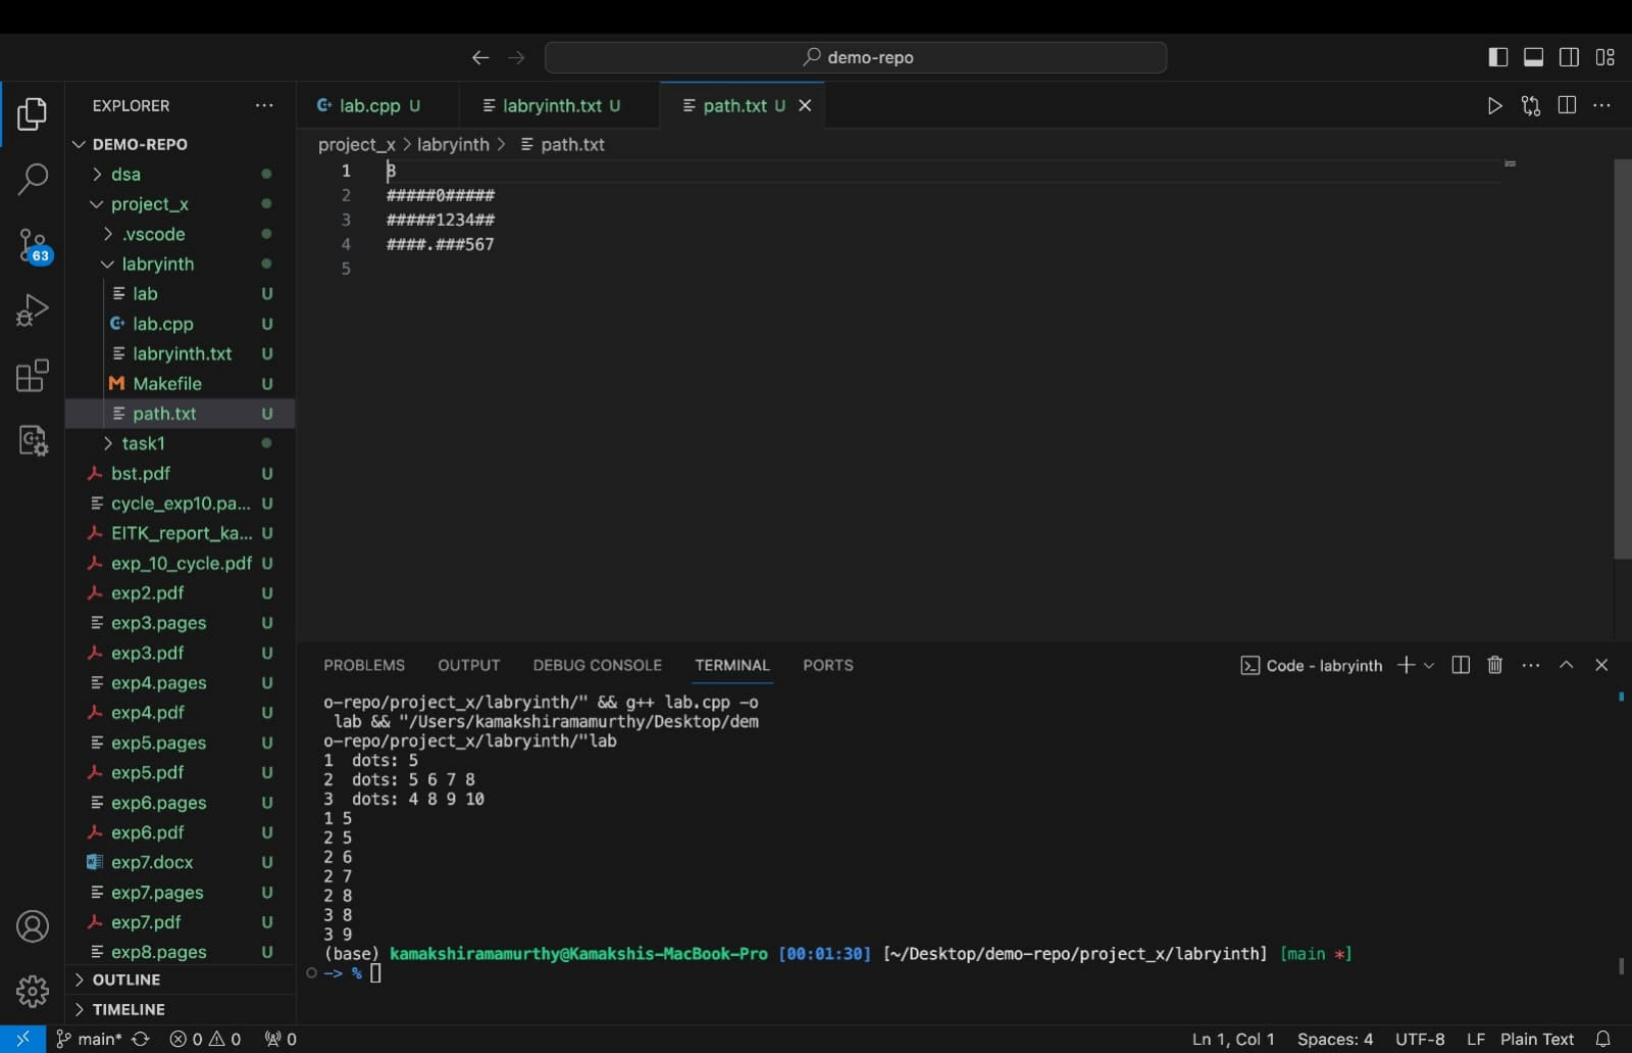 demo-repo
EXPLORER
DEMO-REPO
dsa
project_x
.vscode
labryinth
lab U
lab.cpp U
labryinth.txt U
Makefile U
path.txt U
task1
bst.pdf U
cycle_exp10.pa... U
EITK_report_ka... U
exp_10_cycle.pdf U
exp2.pdf U
exp3.pages U
exp3.pdf U
exp4.pages U
exp4.pdf U
exp5.pages U
exp5.pdf U
exp6.pages U
exp6.pdf U
exp7.docx U
exp7.pages U
exp7.pdf U
exp8.pages U
OUTLINE
TIMELINE
63
lab.cpp U labryinth.txt U path.txt U
project_x > labryinth > path.txt
1 8
2 #####0#####
3 #####1234##
4 ####.###567
5
PROBLEMS OUTPUT DEBUG CONSOLE TERMINAL PORTS
Code - labryinth
o-repo/project_x/labryinth/" && g++ lab.cpp -o
lab && "/Users/kamakshiramamurthy/Desktop/dem
o-repo/project_x/labryinth/"lab
1 dots: 5
2 dots: 5 6 7 8
3 dots: 4 8 9 10
1 5
2 5
2 6
2 7
2 8
3 8
3 9
(base) kamakshiramamurthy@Kamakshis-MacBook-Pro [00:01:30] [~/Desktop/demo-repo/project_x/labryinth] [main *]
-> %
main* 0 0 0 Ln 1, Col 1 Spaces: 4 UTF-8 LF Plain Text